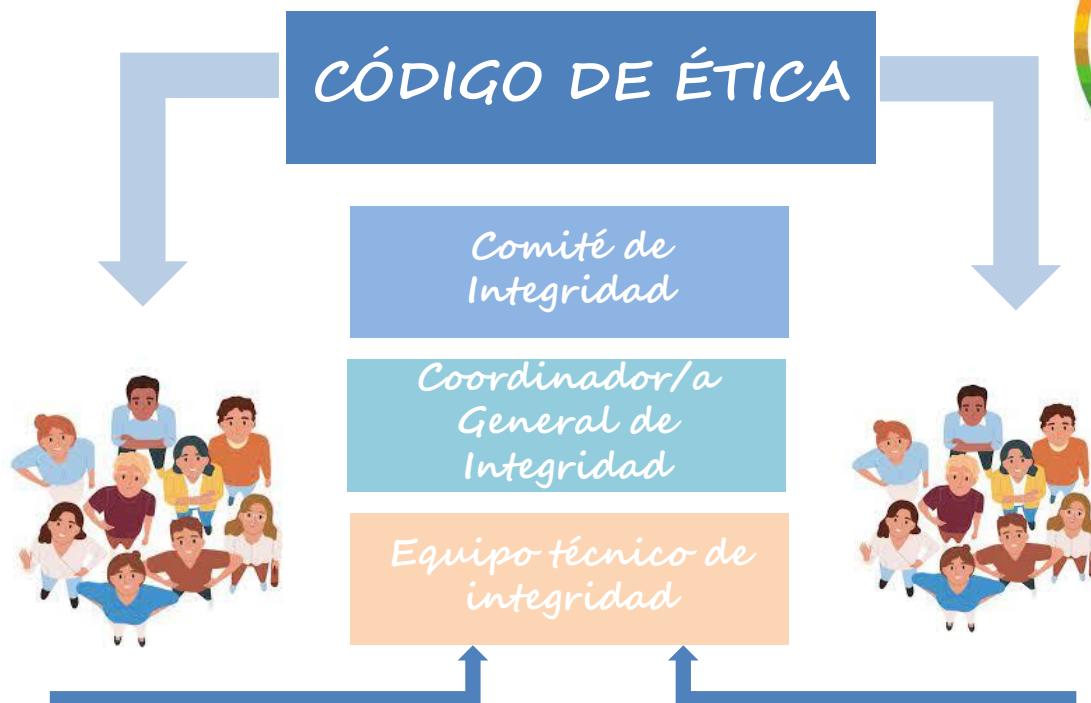 CÓDIGO DE ÉTICA
Comité de
Integridad
Coordinador/a
General de
Integridad
Equipo técnico de
integridad